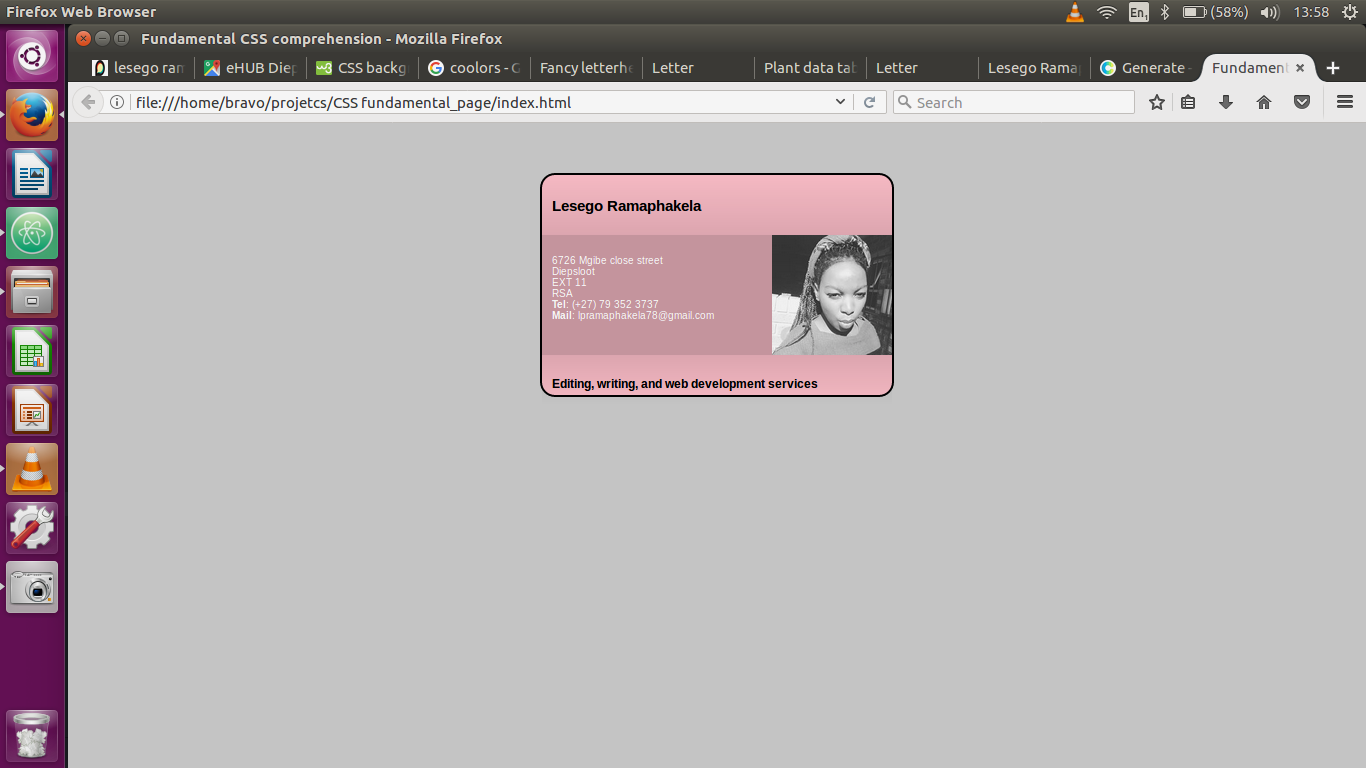 Firefox Web Browser
En1
(58%)
13:58
Fundamental CSS comprehension - Mozilla Firefox
lesego ran
eHUB Diep
CSS backg
coolors - G
Fancy letterhe
Letter
Plant data tab
Letter
Lesego Rama
Generate -
Fundament
file:///home/bravo/projetcs/CSS fundamental_page/index.html
Search
Lesego Ramaphakela
6726 Mgibe close street
Diepsloot
EXT 11
RSA
Tel: (+27) 79 352 3737
Mail: lpramaphakela78@gmail.com
Editing, writing, and web development services